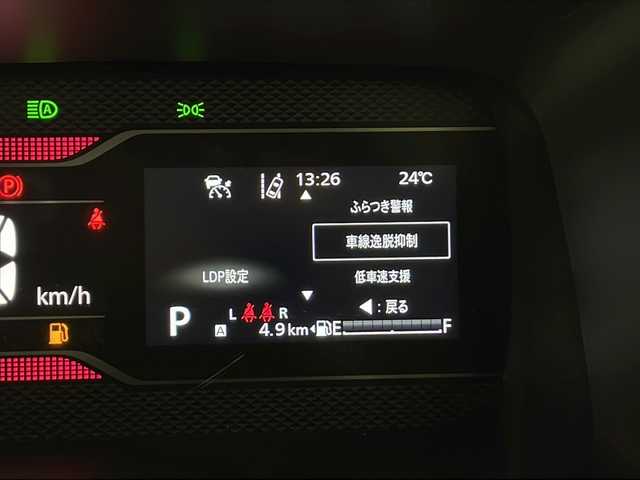 A
13:26 24℃
P
ふらつき警報
車線逸脱抑制
km/h
LDP設定
低車速支援
◀:戻る
P
L R
A 4.9km E F